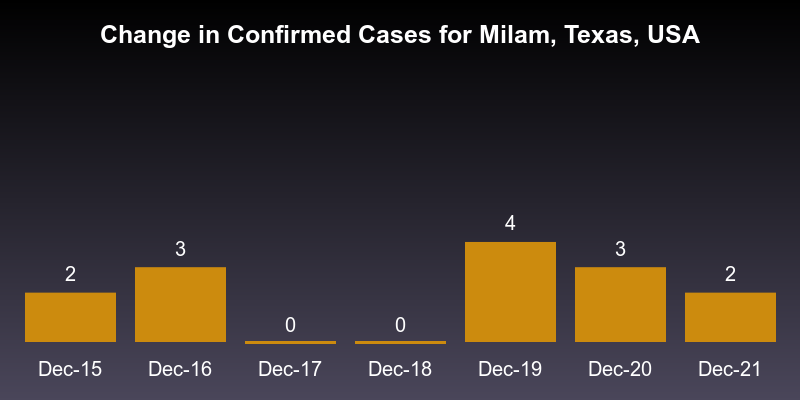 Change in Confirmed Cases for Milam, Texas, USA
2 3 0 0 4 3 2
Dec-15 Dec-16 Dec-17 Dec-18 Dec-19 Dec-20 Dec-21